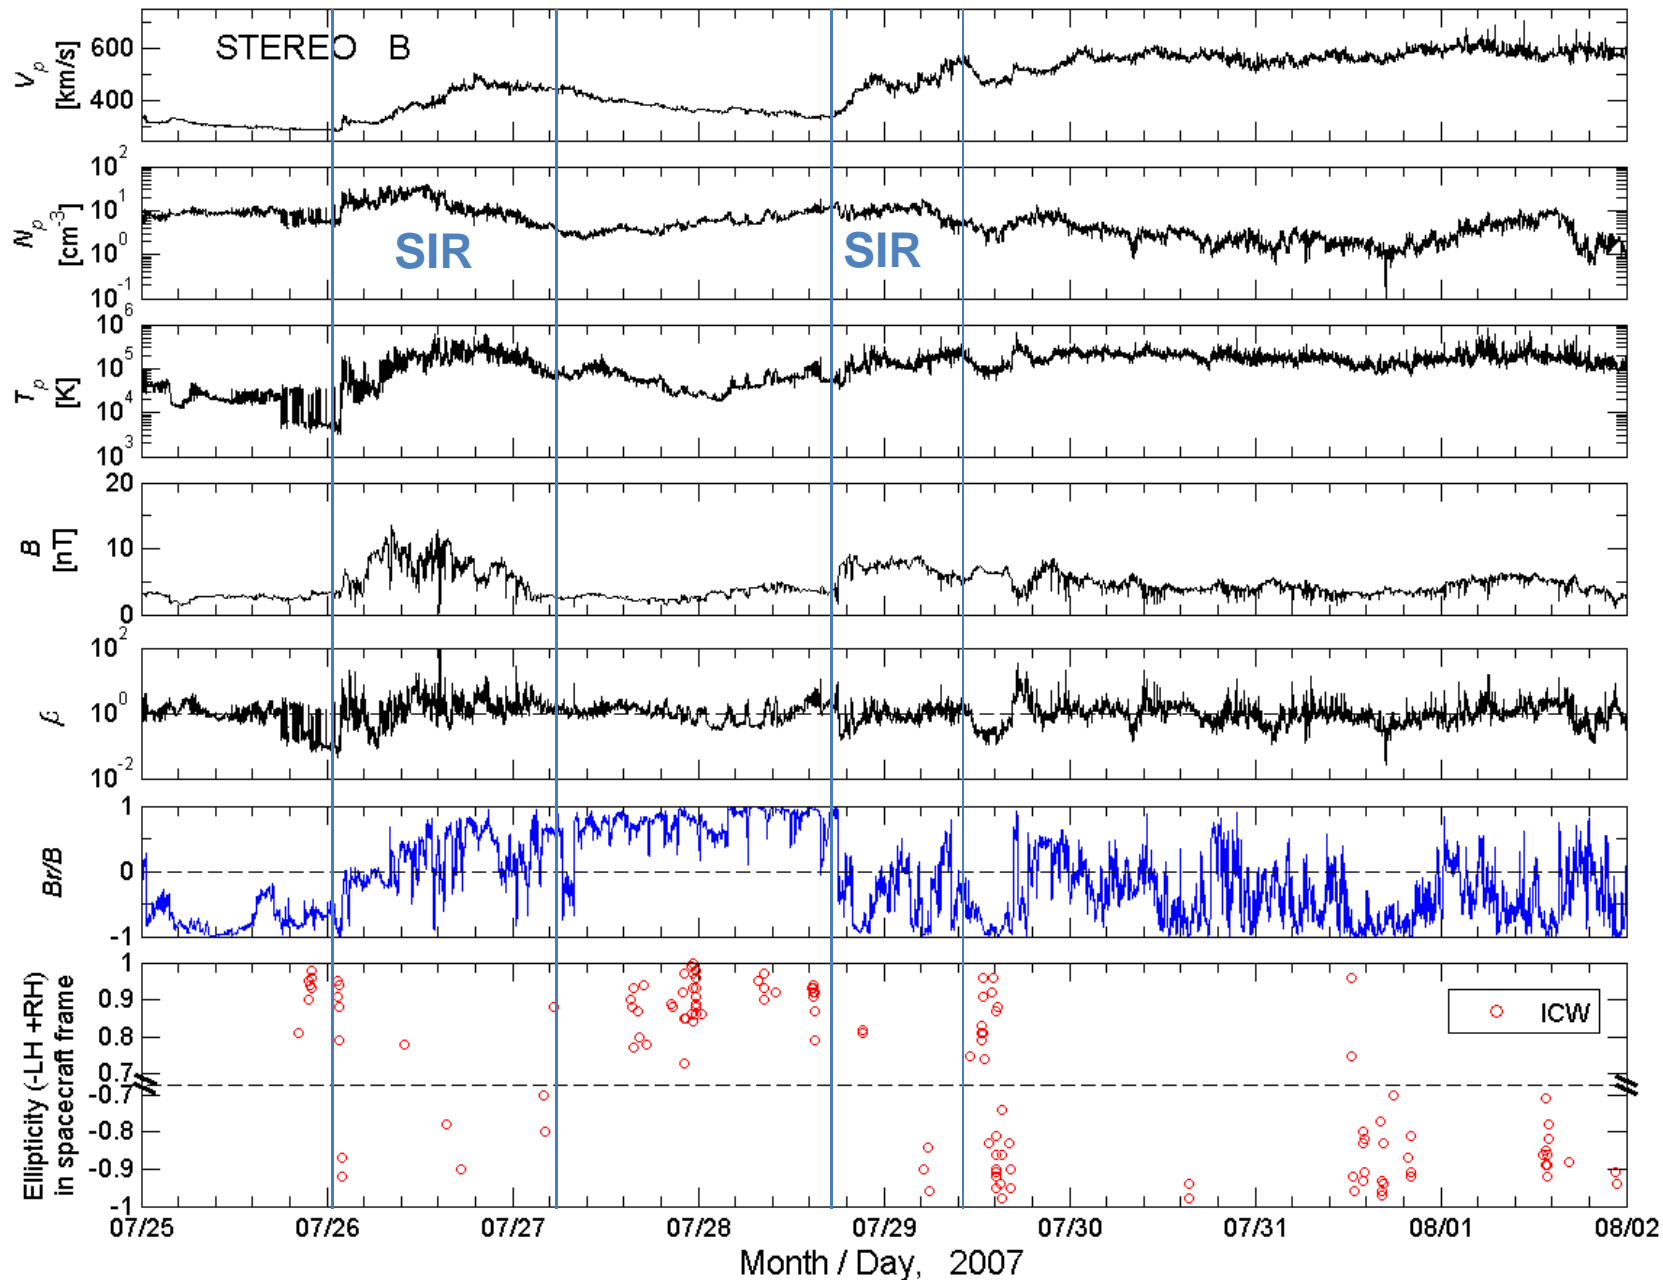 STEREO B
V_p
[km/s]
600
400
N_p
[cm^-3]
10^2
10^1
10^0
10^-1
SIR
SIR
T_p
[K]
10^6
10^5
10^4
10^3
B
[nT]
20
10
0
β
10^2
10^0
10^-2
Br/B
1
0
-1
Ellipticity (-LH +RH)
in spacecraft frame
1
0.9
0.8
0.7
-0.7
-0.8
-0.9
-1
ICW
07/25 07/26 07/27 07/28 07/29 07/30 07/31 08/01 08/02
Month / Day, 2007